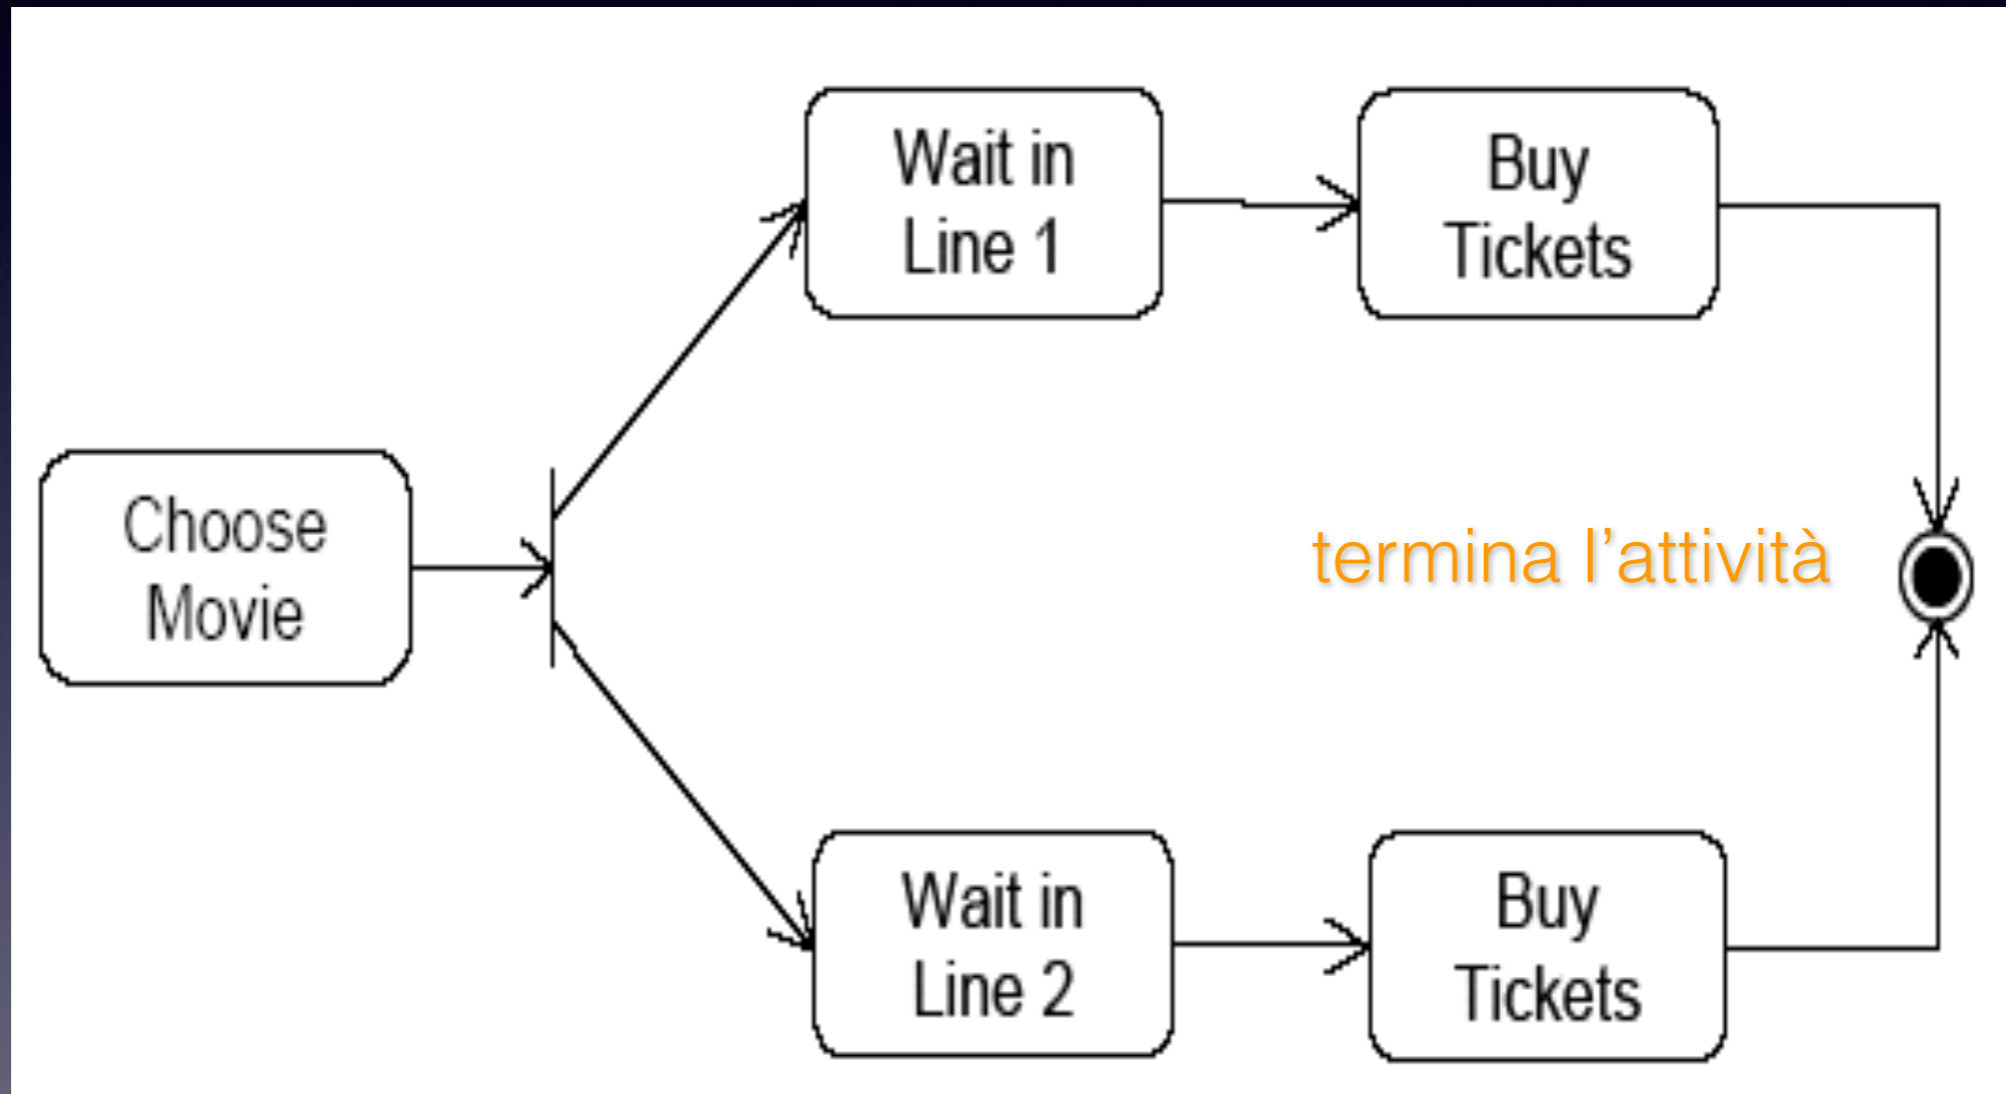 Wait in
Line 1
Buy
Tickets
Choose
Movie
termina l’attività
Wait in
Line 2
Buy
Tickets